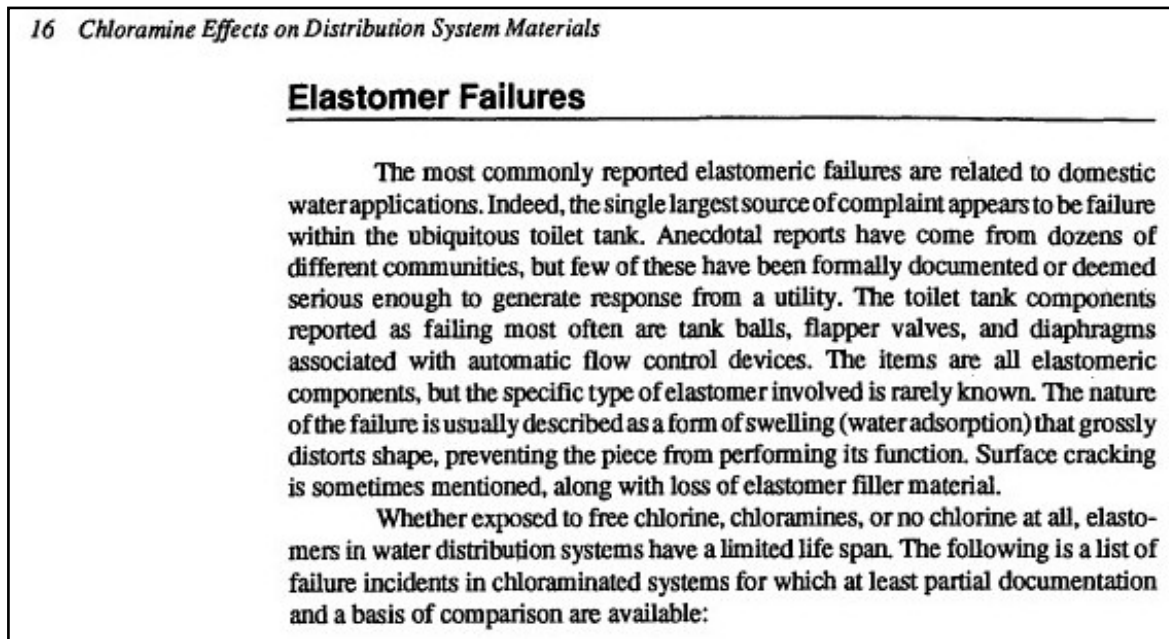 16 Chloramine Effects on Distribution System Materials
Elastomer Failures
The most commonly reported elastomeric failures are related to domestic
water applications. Indeed, the single largest source of complaint appears to be failure
within the ubiquitous toilet tank. Anecdotal reports have come from dozens of
different communities, but few of these have been formally documented or deemed
serious enough to generate response from a utility. The toilet tank components
reported as failing most often are tank balls, flapper valves, and diaphragms
associated with automatic flow control devices. The items are all elastomeric
components, but the specific type of elastomer involved is rarely known. The nature
of the failure is usually described as a form of swelling (water adsorption) that grossly
distorts shape, preventing the piece from performing its function. Surface cracking
is sometimes mentioned, along with loss of elastomer filler material.
Whether exposed to free chlorine, chloramines, or no chlorine at all, elasto-
mers in water distribution systems have a limited life span. The following is a list of
failure incidents in chloraminated systems for which at least partial documentation
and a basis of comparison are available: